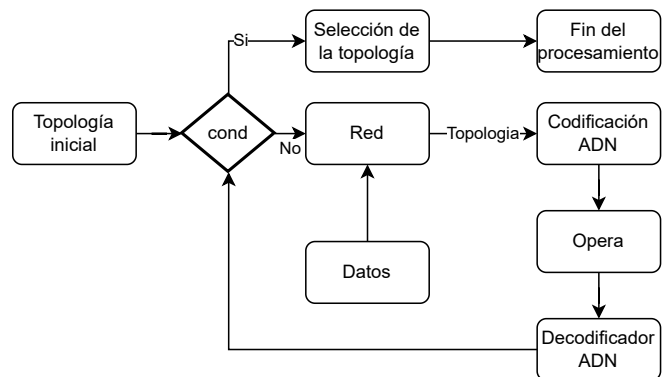 Si
Selección de
la topología
Fin del
procesamiento
Topología
inicial
cond
No
Red
Topologia
Codificación
ADN
Opera
Datos
Decodificador
ADN